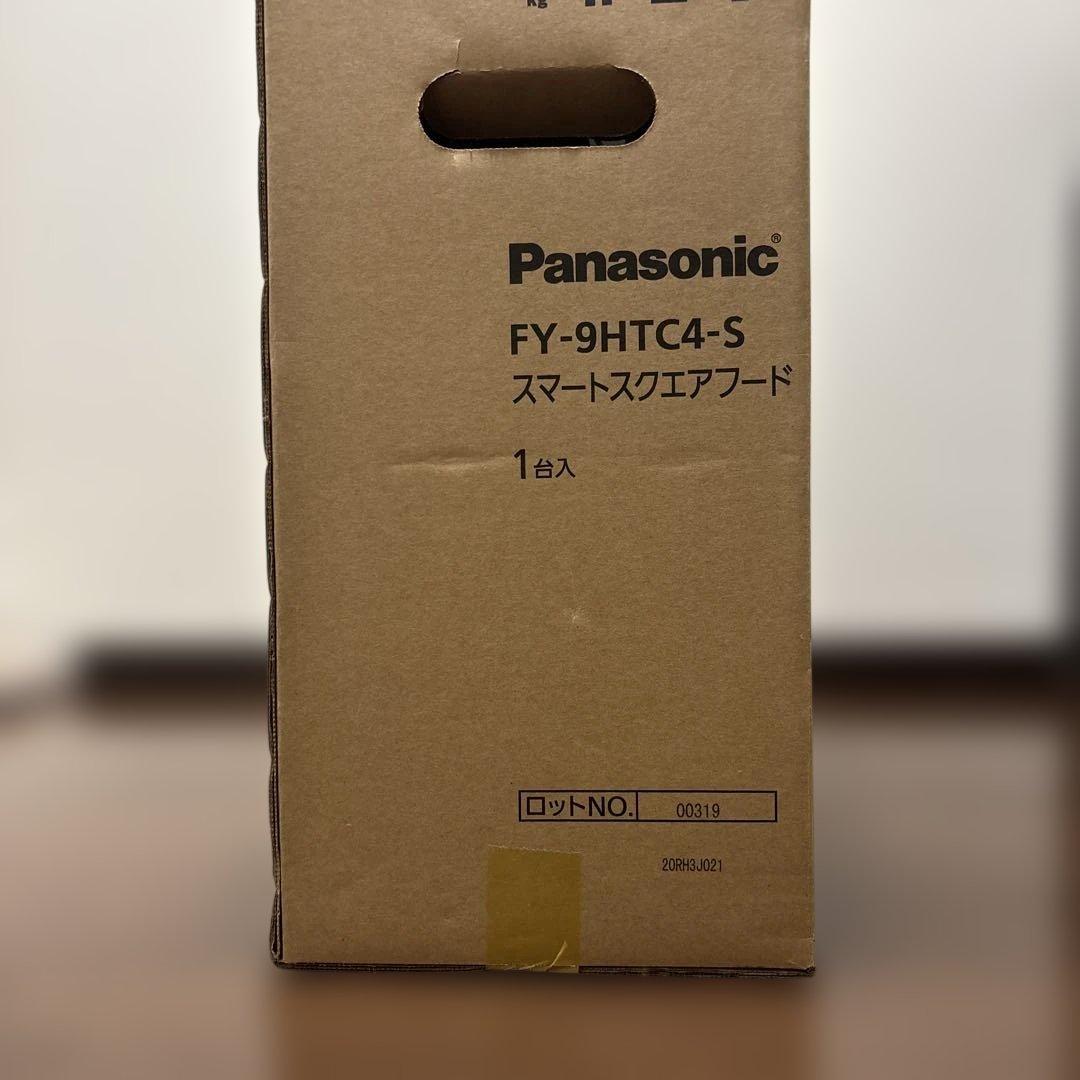 kg
Panasonic®
FY-9HTC4-S
スマートスクエアフード
1台入
ロットNO. 00319
20RH3J021